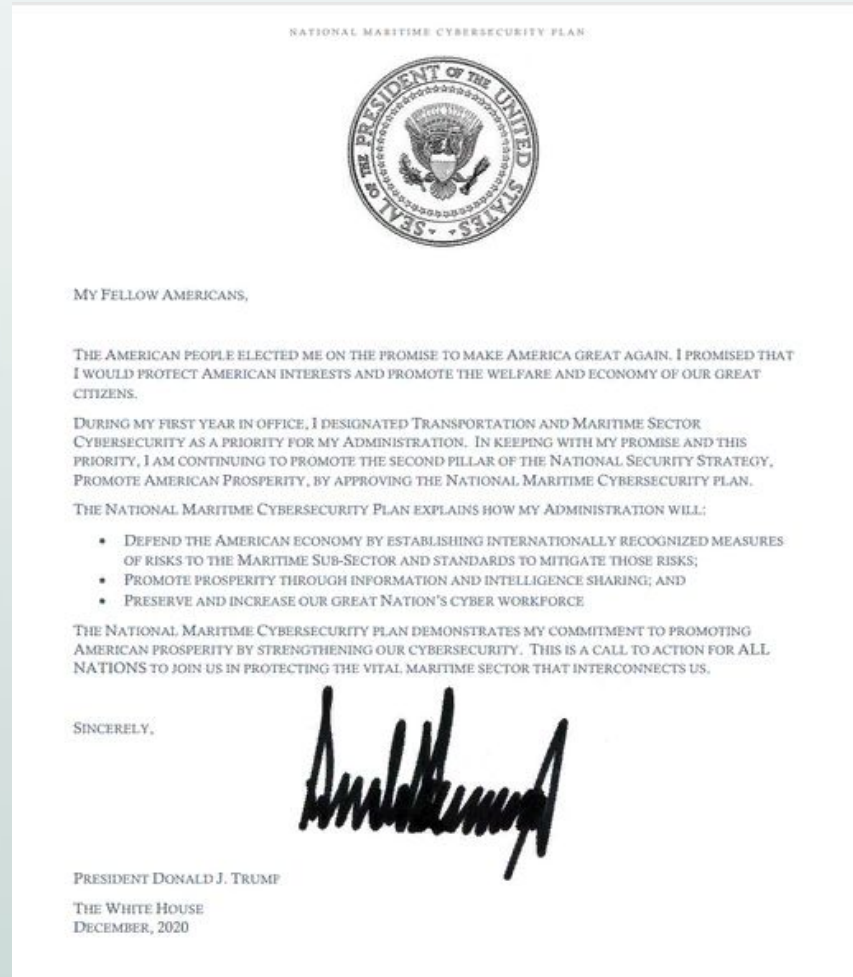 NATIONAL MARITIME CYBERSECURITY PLAN
SEAL OF THE PRESIDENT OF THE UNITED STATES
MY FELLOW AMERICANS,
THE AMERICAN PEOPLE ELECTED ME ON THE PROMISE TO MAKE AMERICA GREAT AGAIN. I PROMISED THAT
I WOULD PROTECT AMERICAN INTERESTS AND PROMOTE THE WELFARE AND ECONOMY OF OUR GREAT
CITIZENS.
DURING MY FIRST YEAR IN OFFICE, I DESIGNATED TRANSPORTATION AND MARITIME SECTOR
CYBERSECURITY AS A PRIORITY FOR MY ADMINISTRATION. IN KEEPING WITH MY PROMISE AND THIS
PRIORITY, I AM CONTINUING TO PROMOTE THE SECOND PILLAR OF THE NATIONAL SECURITY STRATEGY,
PROMOTE AMERICAN PROSPERITY, BY APPROVING THE NATIONAL MARITIME CYBERSECURITY PLAN.
THE NATIONAL MARITIME CYBERSECURITY PLAN EXPLAINS HOW MY ADMINISTRATION WILL:
• DEFEND THE AMERICAN ECONOMY BY ESTABLISHING INTERNATIONALLY RECOGNIZED MEASURES
OF RISKS TO THE MARITIME SUB-SECTOR AND STANDARDS TO MITIGATE THOSE RISKS;
• PROMOTE PROSPERITY THROUGH INFORMATION AND INTELLIGENCE SHARING; AND
• PRESERVE AND INCREASE OUR GREAT NATION'S CYBER WORKFORCE
THE NATIONAL MARITIME CYBERSECURITY PLAN DEMONSTRATES MY COMMITMENT TO PROMOTING
AMERICAN PROSPERITY BY STRENGTHENING OUR CYBERSECURITY. THIS IS A CALL TO ACTION FOR ALL
NATIONS TO JOIN US IN PROTECTING THE VITAL MARITIME SECTOR THAT INTERCONNECTS US.
SINCERELY,
PRESIDENT DONALD J. TRUMP
THE WHITE HOUSE
DECEMBER, 2020